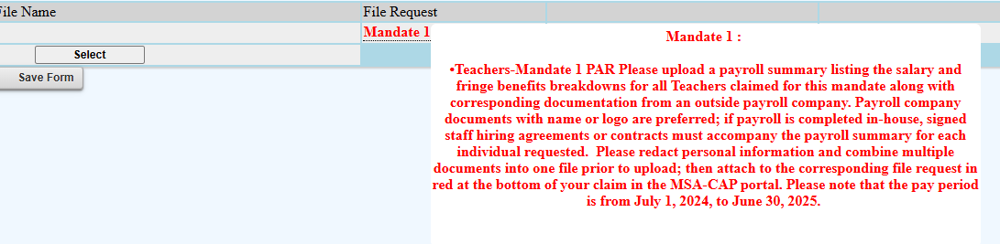 File Name File Request
Mandate 1
Select
Save Form
Mandate 1 :
•Teachers-Mandate 1 PAR Please upload a payroll summary listing the salary and
fringe benefits breakdowns for all Teachers claimed for this mandate along with
corresponding documentation from an outside payroll company. Payroll company
documents with name or logo are preferred; if payroll is completed in-house, signed
staff hiring agreements or contracts must accompany the payroll summary for each
individual requested.  Please redact personal information and combine multiple
documents into one file prior to upload; then attach to the corresponding file request in
red at the bottom of your claim in the MSA-CAP portal. Please note that the pay period
is from July 1, 2024, to June 30, 2025.